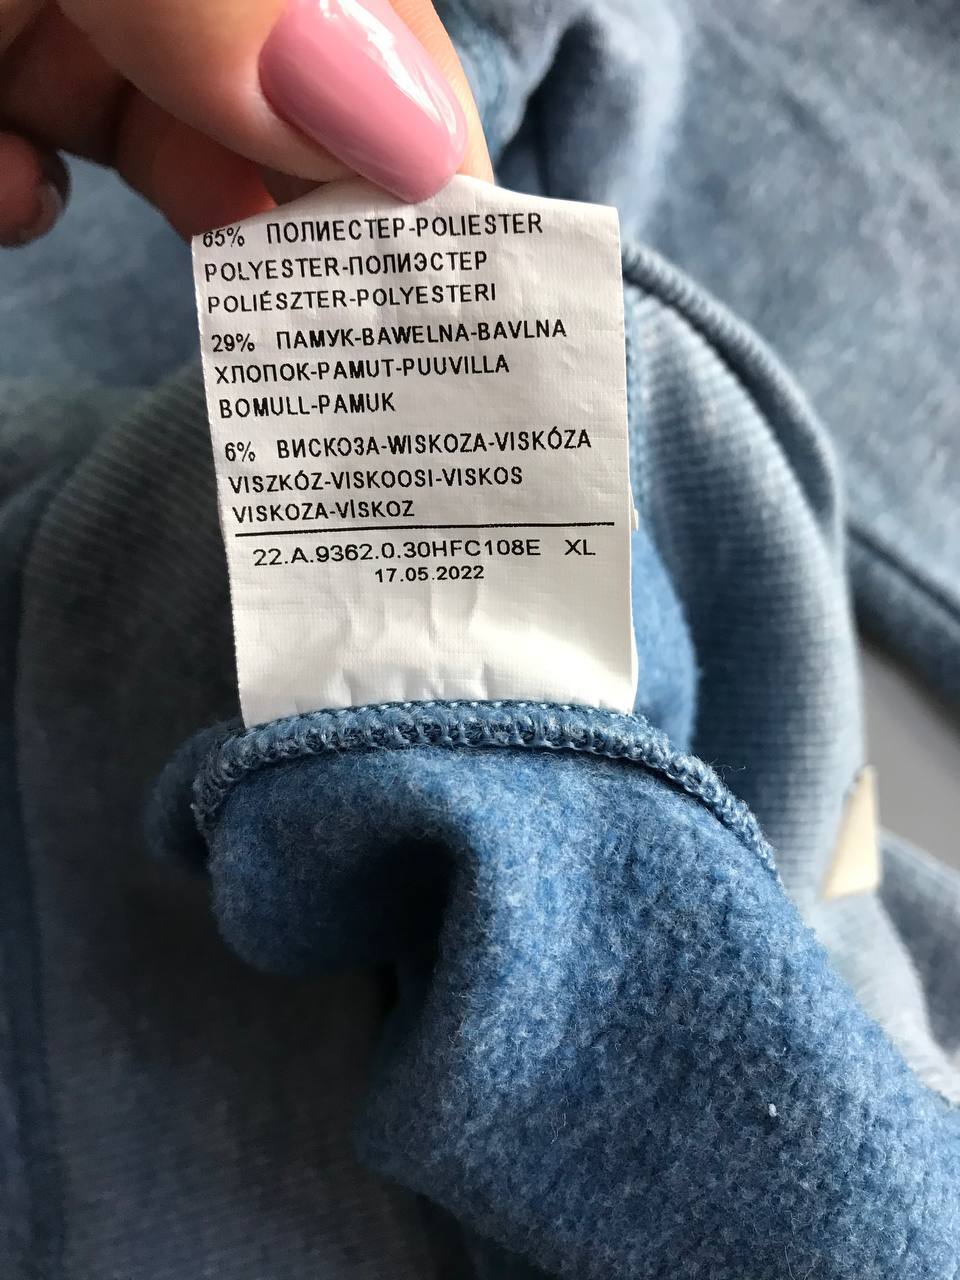 65% ПОЛИЕСТЕР-POLIESTER
POLYESTER-ПОЛИЭСТЕР
POLIÉSZTER-POLYESTERI
29% ПАМУК-BAWELNA-BAVLNA
ХЛОПОК-PAMUT-PUUVILLA
BOMULL-PAMUK
6% ВИСКОЗА-WISKOZA-VISKÓZA
VISZKÓZ-VISKOOSI-VISKOS
VISKOZA-VİSKOZ
22.A.9362.0.30HFC108E XL
17.05.2022